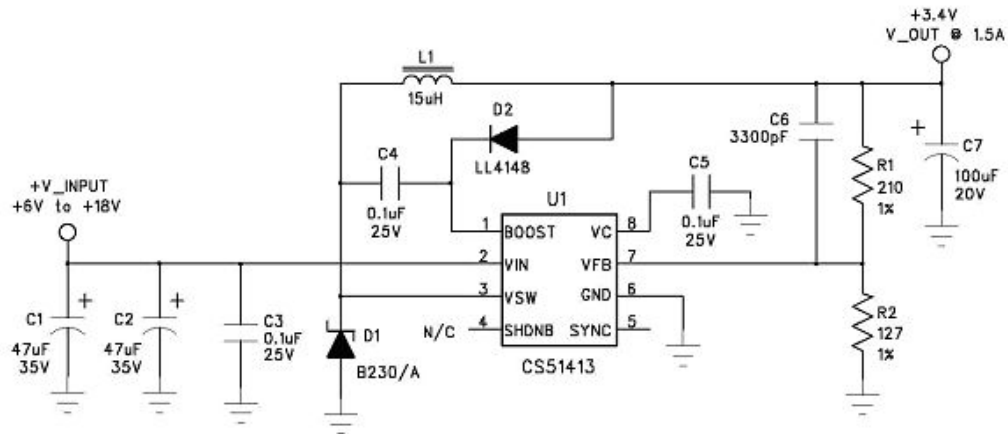 +3.4V
V_OUT @ 1.5A
L1
15uH
D2
LL4148
C6
3300pF
C4
0.1uF
25V
C5
0.1uF
25V
R1
210
1%
+
C7
100uF
20V
+V_INPUT
+6V to +18V
U1
1
BOOST
VC
8
2
VIN
VFB
7
3
VSW
GND
6
N/C
4
SHDNB
SYNC
5
CS51413
+
C1
47uF
35V
+
C2
47uF
35V
C3
0.1uF
25V
D1
B230/A
R2
127
1%